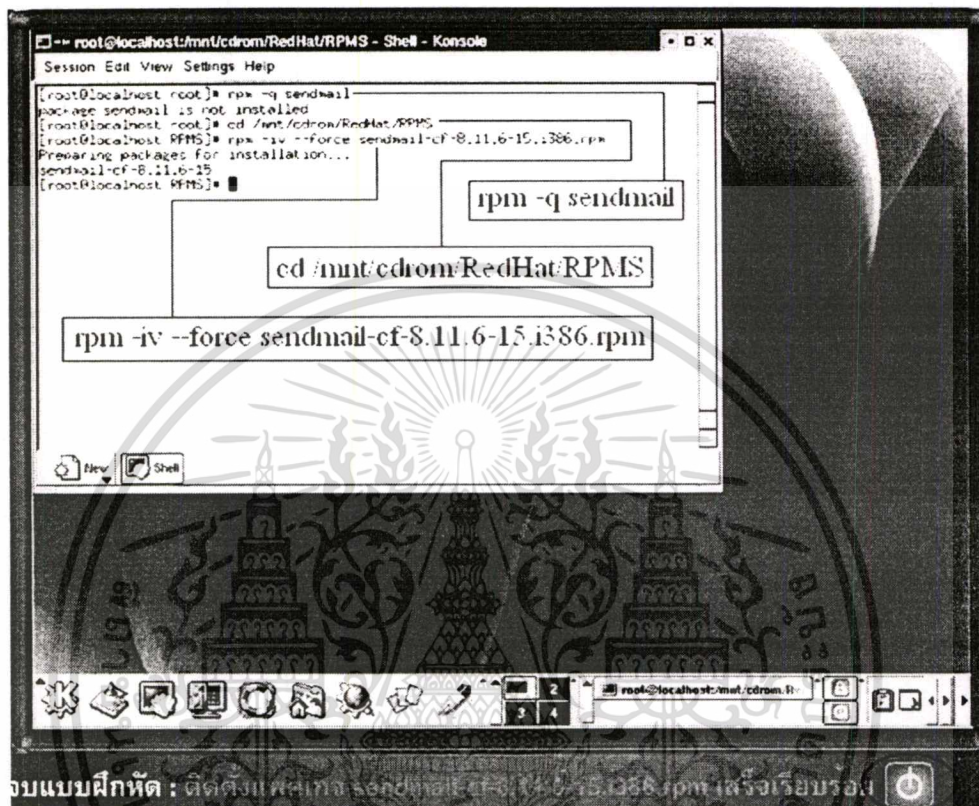 root@localhost:/mnt/cdrom/RedHat/RPMS - Shell - Konsole
Session Edit View Settings Help
[root@localhost root]# rpm -q sendmail
package sendmail is not installed
[root@localhost root]# cd /mnt/cdrom/RedHat/RPMS
[root@localhost RPMS]# rpm -iv --force sendmail-cf-8.11.6-15.i386.rpm
Preparing packages for installation...
sendmail-cf-8.11.6-15
[root@localhost RPMS]#
rpm -q sendmail
cd /mnt/cdrom/RedHat/RPMS
rpm -iv --force sendmail-cf-8.11.6-15.i386.rpm
New Shell
2
3 4
root@localhost:/mnt/cdrom/R
จบแบบฝึกหัด : ติดตั้งแพคเกจ sendmail-cf-8.11.6-15.i386.rpm เสร็จเรียบร้อย